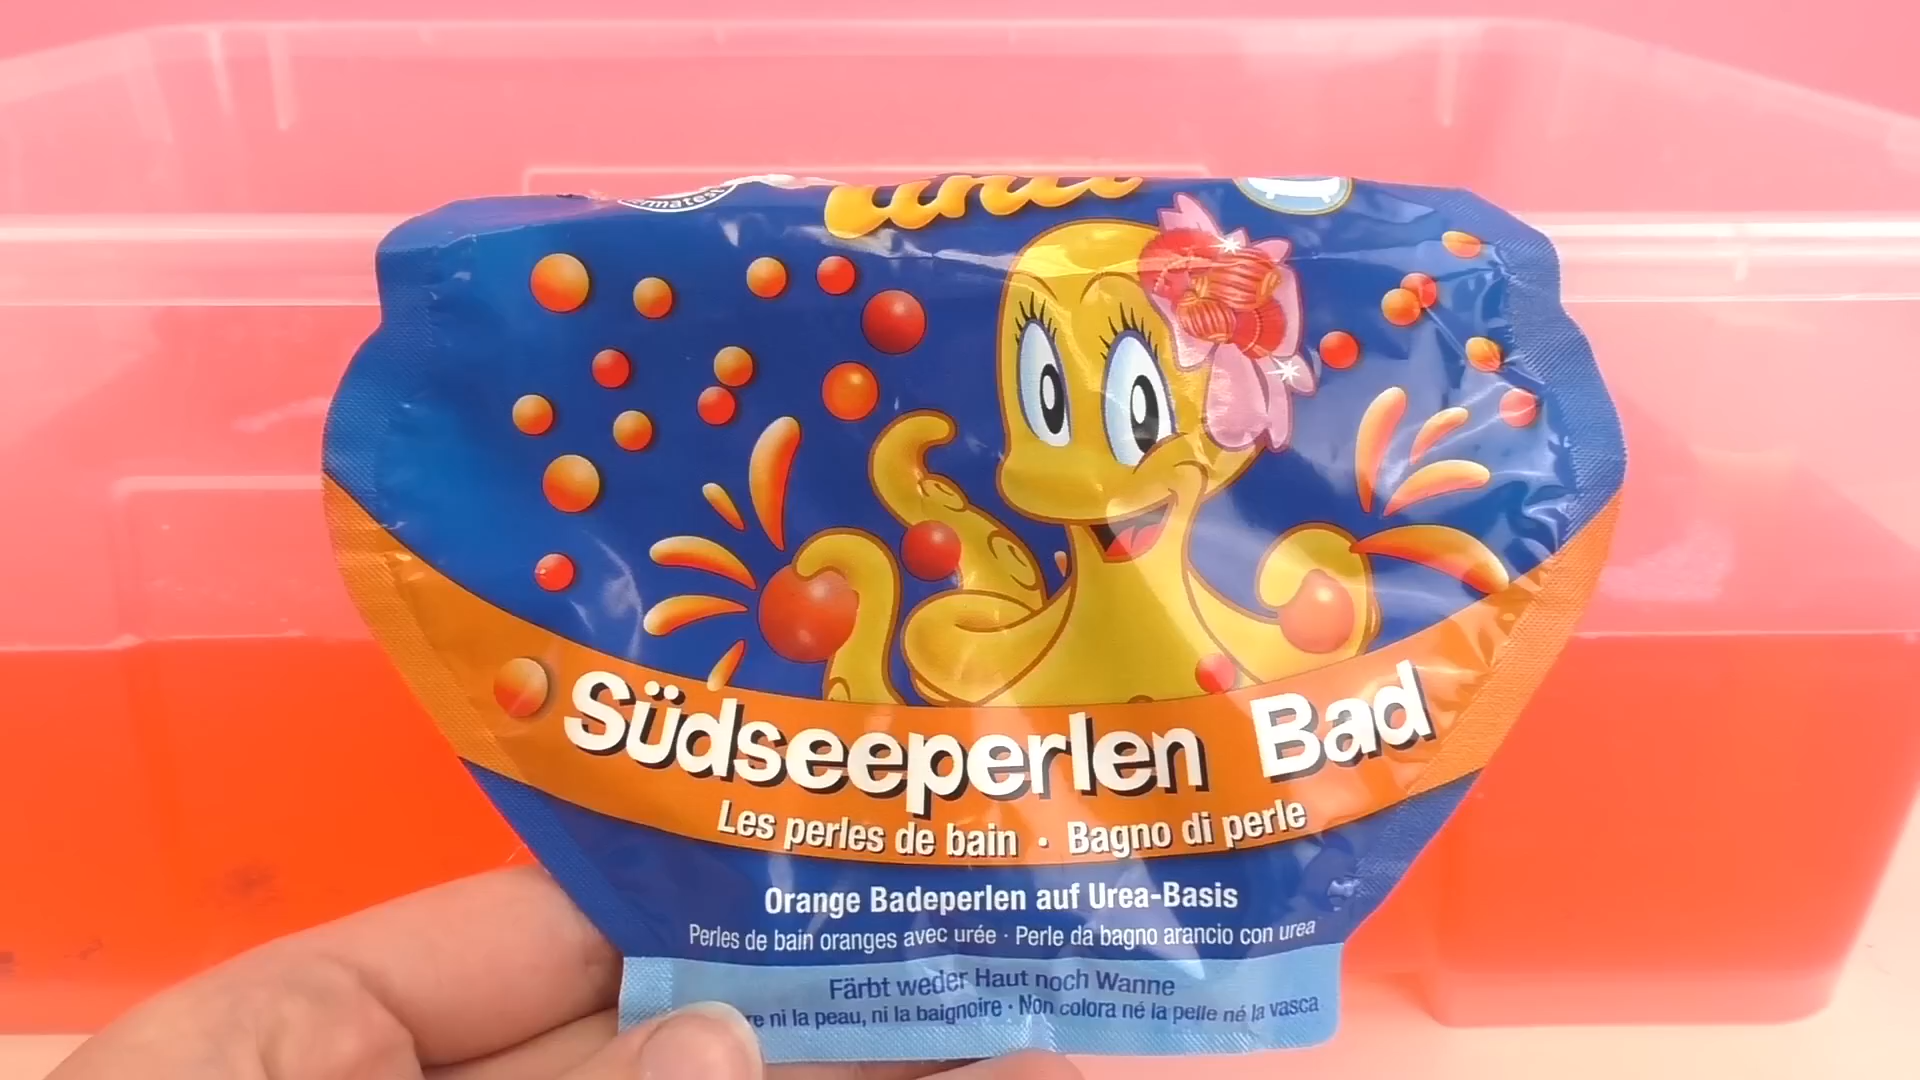 Südseeperlen Bad
Les perles de bain · Bagno di perle
Orange Badeperlen auf Urea-Basis
Perles de bain oranges avec urée · Perle da bagno arancio con urea
Färbt weder Haut noch Wanne
ni la peau, ni la baignoire · Non colora né la pelle né la vasca